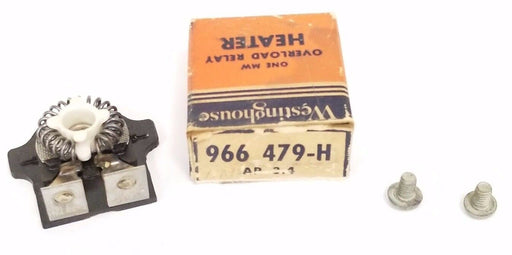 HEATER
OVERLOAD RELAY
ONE MW
Westinghouse
966 479-H